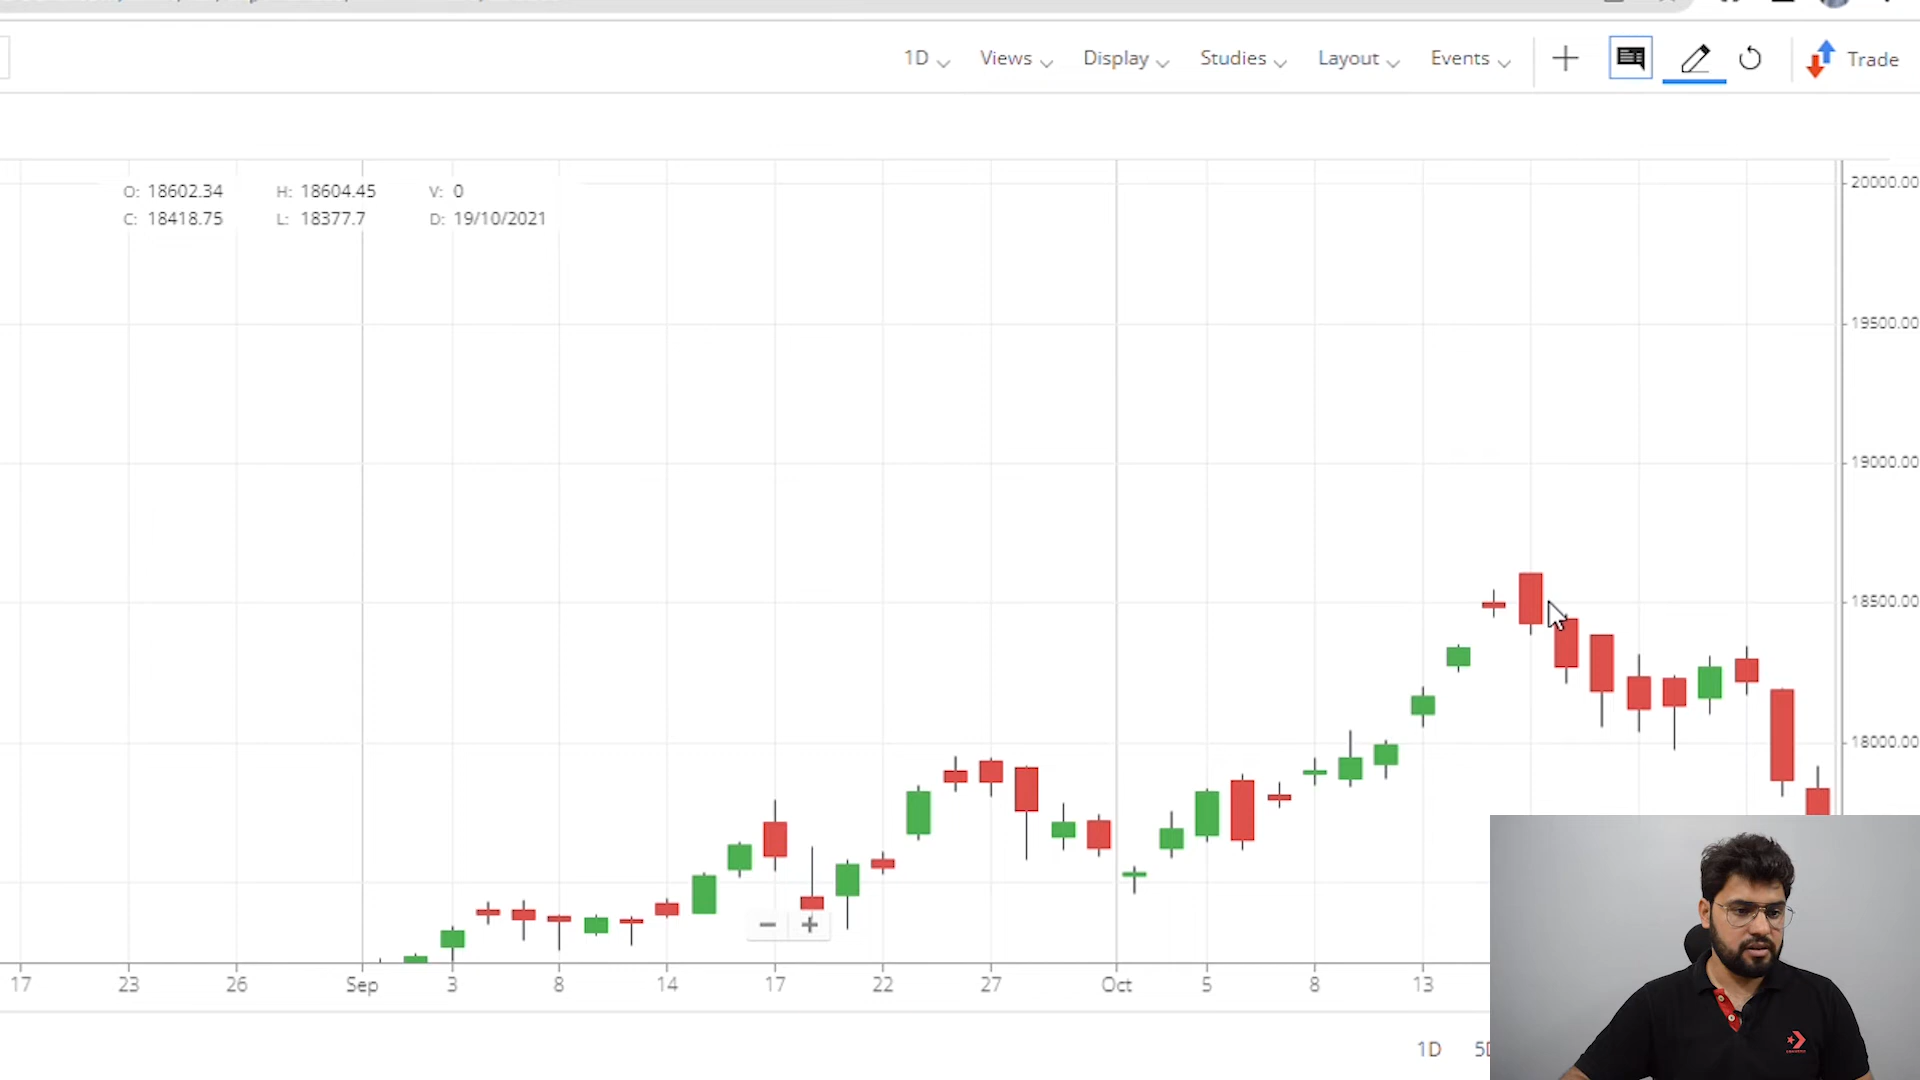 1D Views Display Studies Layout Events Trade
O: 18602.34 H: 18604.45 V: 0
C: 18418.75 L: 18377.7 D: 19/10/2021
20000.00
19500.00
19000.00
18500.00
18000.00
17 23 26 Sep 3 8 14 17 22 27 Oct 5 8 13
1D